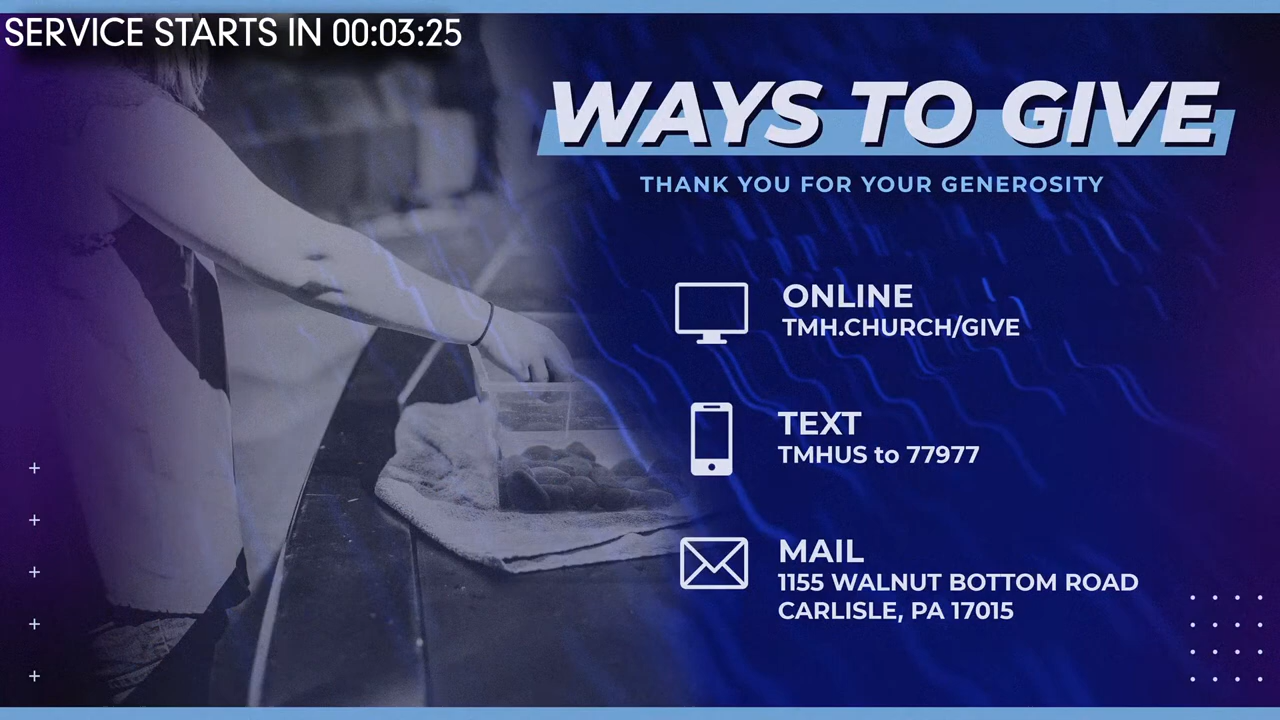 SERVICE STARTS IN 00:03:25
WAYS TO GIVE
THANK YOU FOR YOUR GENEROSITY
ONLINE
TMH.CHURCH/GIVE
TEXT
TMHUS to 77977
MAIL
1155 WALNUT BOTTOM ROAD
CARLISLE, PA 17015